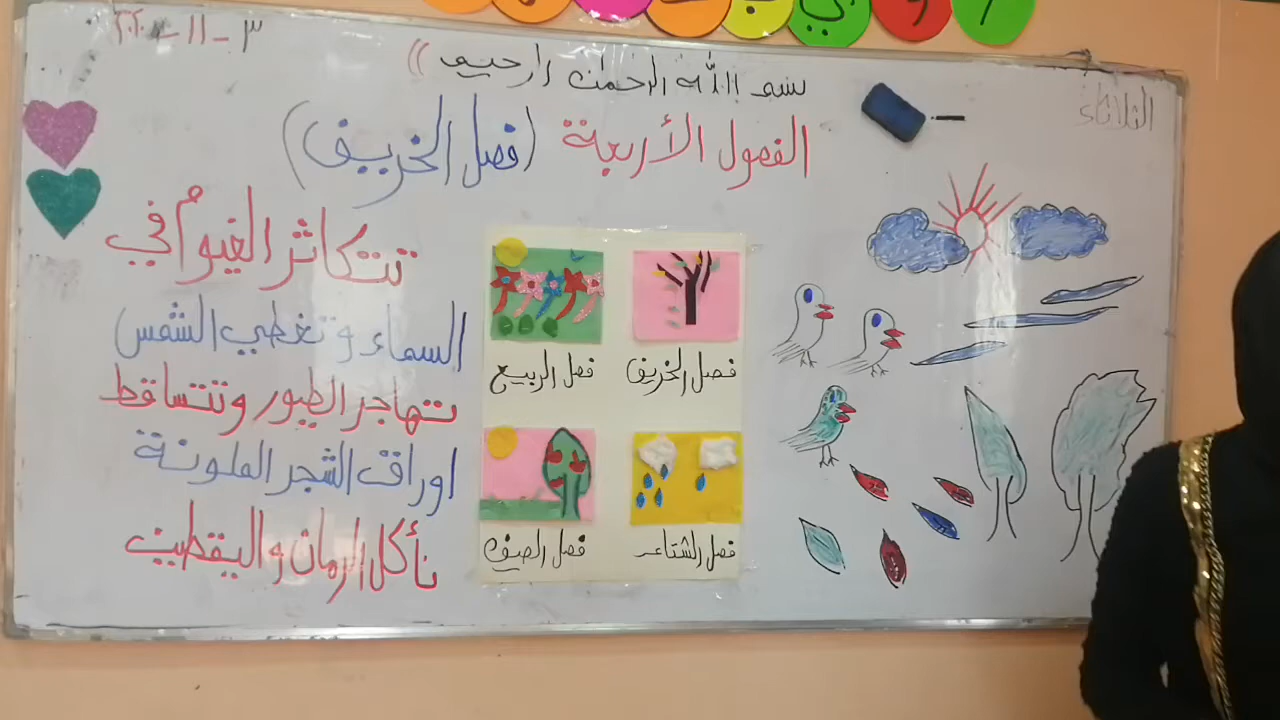 الثلاثاء
٣-١١-٢٠٢٠
بسم الله الرحمن ارحيم ))
الفصول الأربعة (فصل الخريف)
تتكاثر الغيوم في
السماء وتغطي الشمس
تهاجر الطيور وتتساقط
اوراق الشجر الملونة
نأكل الرمان واليقطين
فصل الخريف
فصل الربيع
فصل الشتاء
فصل الصيف